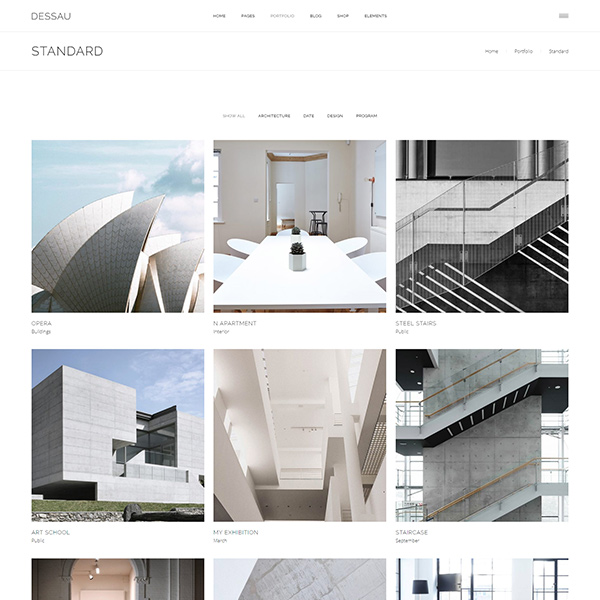 DESSAU HOME PAGES PORTFOLIO BLOG SHOP ELEMENTS
STANDARD Home Portfolio Standard
SHOW ALL ARCHITECTURE DATE DESIGN PROGRAM
OPERA N.APARTMENT STEEL STAIRS
Buildings Interior Public
ART SCHOOL MY EXHIBITION STAIRCASE
Public March September